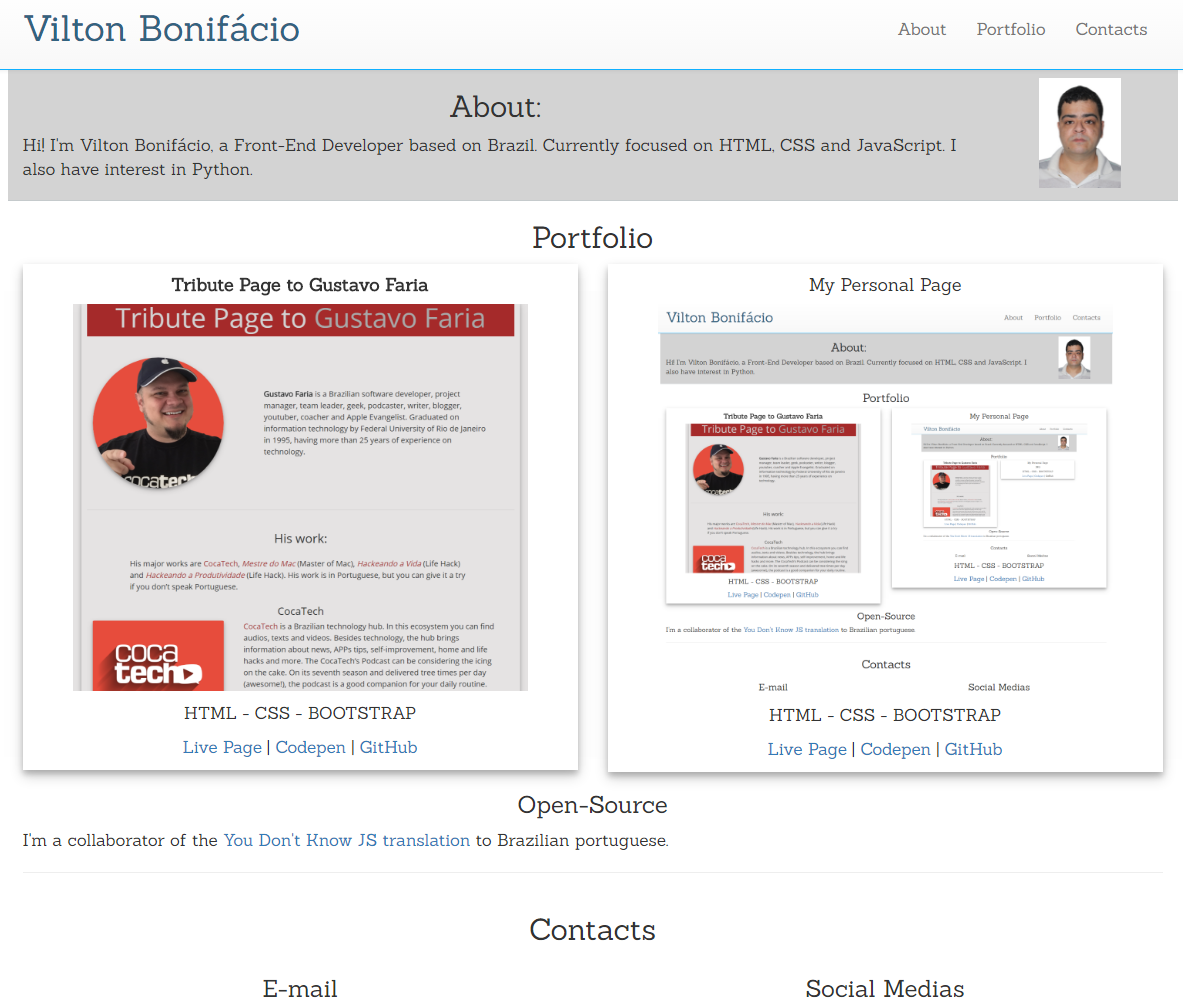 Vilton Bonifácio
About Portfolio Contacts
About:
Hi! I'm Vilton Bonifácio, a Front-End Developer based on Brazil. Currently focused on HTML, CSS and JavaScript. I
also have interest in Python.
Portfolio
Tribute Page to Gustavo Faria
Tribute Page to Gustavo Faria
Gustavo Faria is a Brazilian software developer, project
manager, team leader, geek, podcaster, writer, blogger,
youtuber, coacher and Apple Evangelist. Graduated on
information technology by Federal University of Rio de Janeiro
in 1995, having more than 25 years of experience on
technology.
His work:
His major works are CocaTech, Mestre do Mac (Master of Mac), Hackeando a Vida (Life Hack)
and Hackeando a Produtividade (Life Hack). His work is in Portuguese, but you can give it a try
if you don't speak Portuguese.
CocaTech
CocaTech is a Brazilian technology hub. In this ecosystem you can find
audios, texts and videos. Besides technology, the hub brings
information about news, APPs tips, self-improvement, home and life
hacks and more. The CocaTech's Podcast can be considering the icing
on the cake. On its seventh season and delivered tree times per day
(awesome!), the podcast is a good companion for your daily routine.
coca
tech
HTML - CSS - BOOTSTRAP
Live Page | Codepen | GitHub
My Personal Page
Vilton Bonifácio
About Portfolio Contacts
About:
Hi! I'm Vilton Bonifácio, a Front-End Developer based on Brazil. Currently focused on HTML, CSS and JavaScript. I
also have interest in Python.
Portfolio
Tribute Page to Gustavo Faria
Tribute Page to Gustavo Faria
His work:
CocaTech
coca
tech
HTML - CSS - BOOTSTRAP
Live Page | Codepen | GitHub
My Personal Page
Vilton Bonifácio
HTML - CSS - BOOTSTRAP
Live Page | Codepen | GitHub
Open-Source
I'm a collaborator of the You Don't Know JS translation to Brazilian portuguese.
Contacts
E-mail Social Medias
HTML - CSS - BOOTSTRAP
Live Page | Codepen | GitHub
Open-Source
I'm a collaborator of the You Don't Know JS translation to Brazilian portuguese.
Contacts
E-mail Social Medias